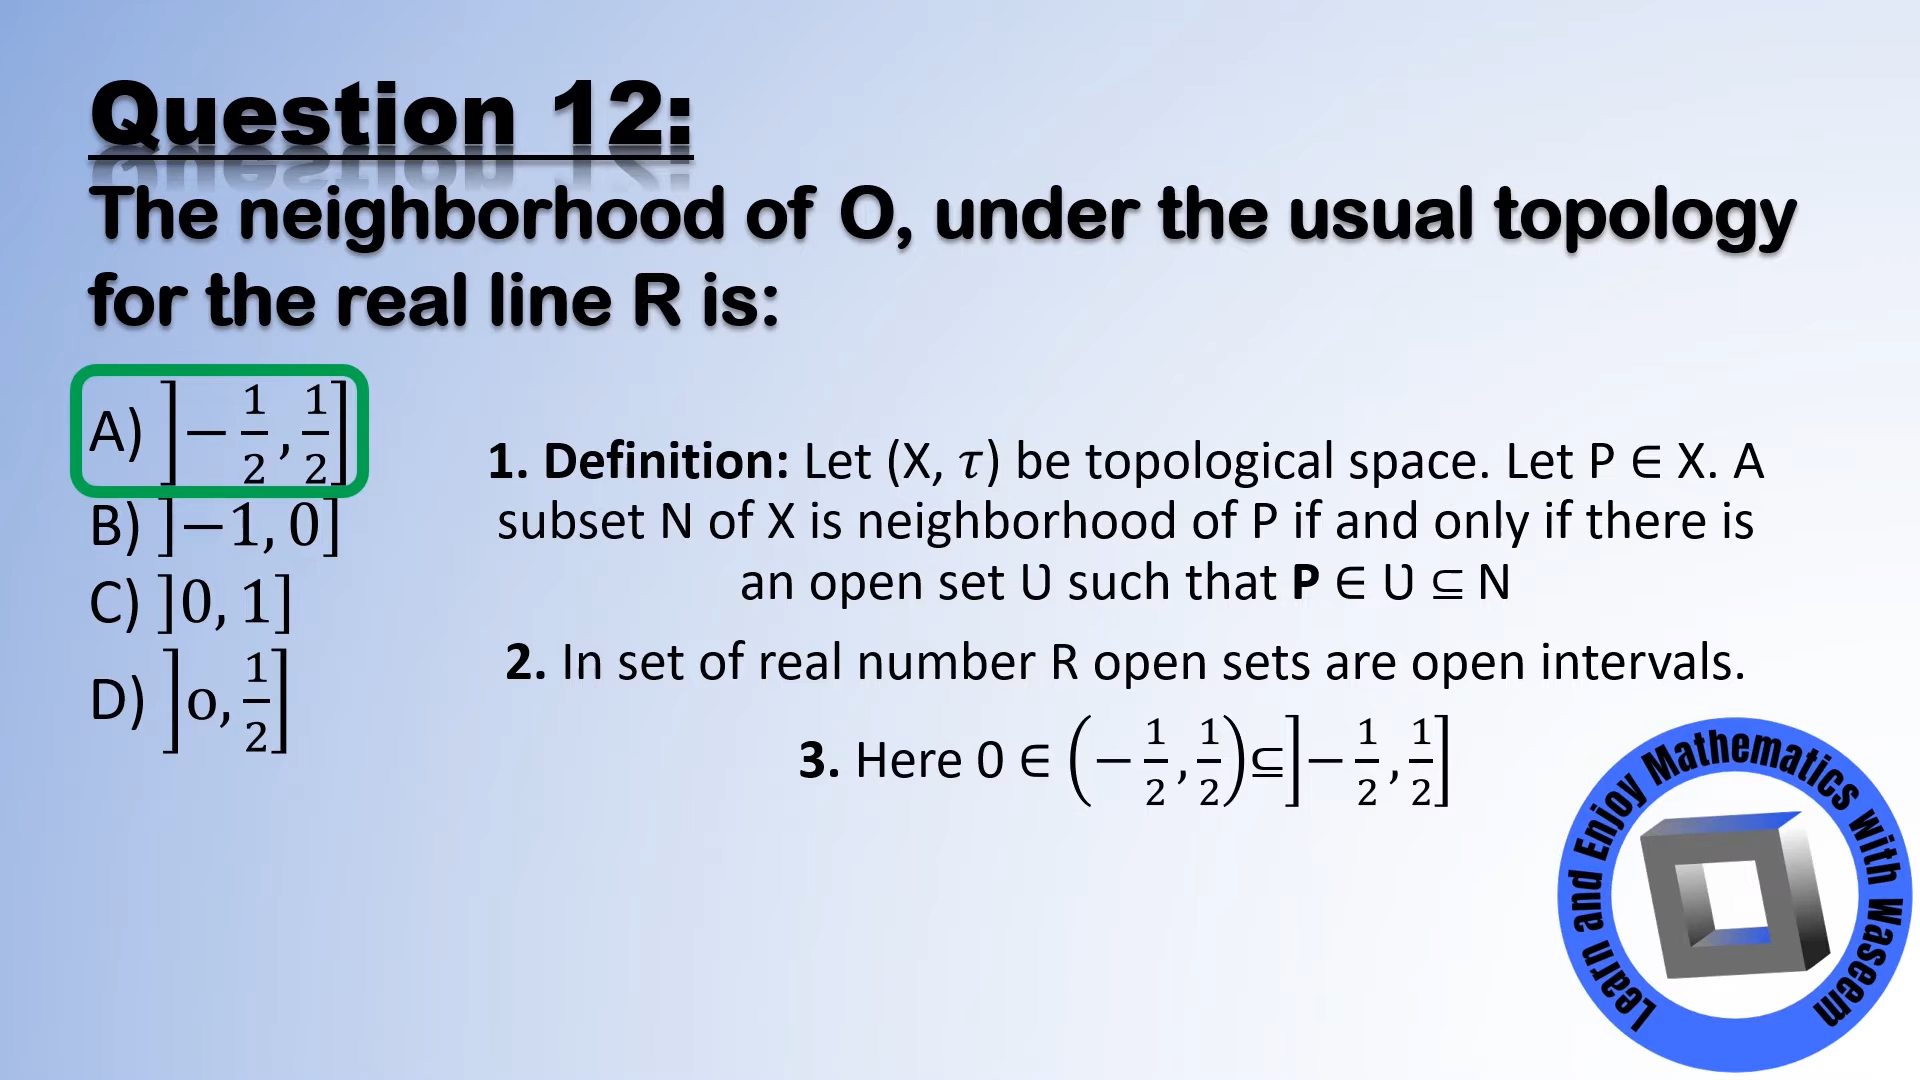 Question 12:
The neighborhood of O, under the usual topology
for the real line R is:
A) ]−1/2, 1/2]
B) ]−1, 0]
C) ]0, 1]
D) ]o, 1/2]
1. Definition: Let (X, τ) be topological space. Let P ∈ X. A
subset N of X is neighborhood of P if and only if there is
an open set Ʋ such that P ∈ Ʋ ⊆ N
2. In set of real number R open sets are open intervals.
3. Here 0 ∈ (−1/2, 1/2)⊆]−1/2, 1/2]
Learn and Enjoy Mathematics with Waseem